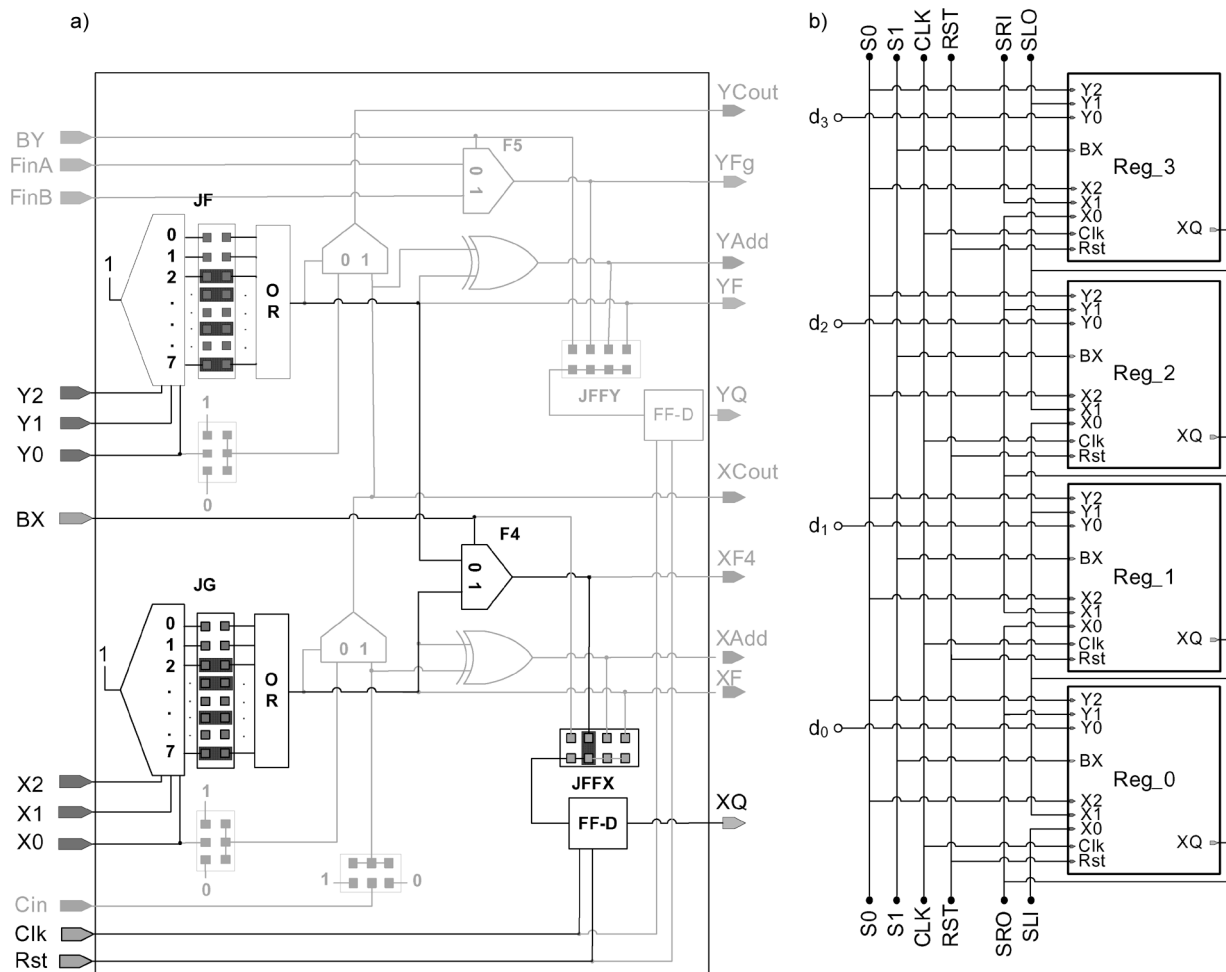 a)
YCout
BY
F5
FinA
YFg
FinB
JF
0
1
2
.
.
.
7
1
O
R
0 1
0
1
YAdd
YF
Y2
Y1
Y0
1
0
JFFY
FF-D
YQ
XCout
BX
F4
0
1
XF4
JG
0
1
2
.
.
.
7
1
O
R
0 1
XAdd
XF
X2
X1
X0
1
0
JFFX
FF-D
XQ
1
0
Cin
Clk
Rst
b)
S0
S1
CLK
RST
SRI
SLO
d3
Y2
Y1
Y0
BX
Reg_3
X2
X1
X0
Clk
Rst
XQ
d2
Y2
Y1
Y0
BX
Reg_2
X2
X1
X0
Clk
Rst
XQ
d1
Y2
Y1
Y0
BX
Reg_1
X2
X1
X0
Clk
Rst
XQ
d0
Y2
Y1
Y0
BX
Reg_0
X2
X1
X0
Clk
Rst
XQ
S0
S1
CLK
RST
SRO
SLI